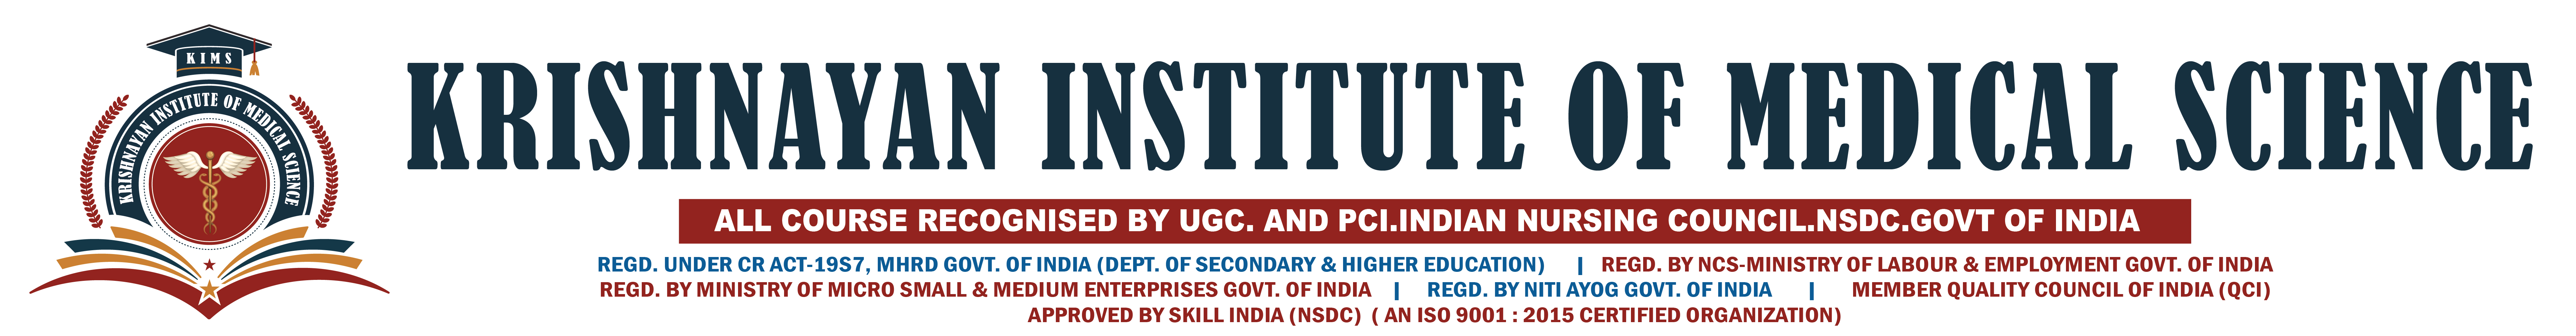 KIMS
KRISHNAYAN INSTITUTE OF MEDICAL SCIENCE
KRISHNAYAN INSTITUTE OF MEDICAL SCIENCE
ALL COURSE RECOGNISED BY UGC. AND PCI.INDIAN NURSING COUNCIL.NSDC.GOVT OF INDIA
REGD. UNDER CR ACT-19S7, MHRD GOVT. OF INDIA (DEPT. OF SECONDARY & HIGHER EDUCATION) | REGD. BY NCS-MINISTRY OF LABOUR & EMPLOYMENT GOVT. OF INDIA
REGD. BY MINISTRY OF MICRO SMALL & MEDIUM ENTERPRISES GOVT. OF INDIA | REGD. BY NITI AYOG GOVT. OF INDIA | MEMBER QUALITY COUNCIL OF INDIA (QCI)
APPROVED BY SKILL INDIA (NSDC) ( AN ISO 9001 : 2015 CERTIFIED ORGANIZATION)